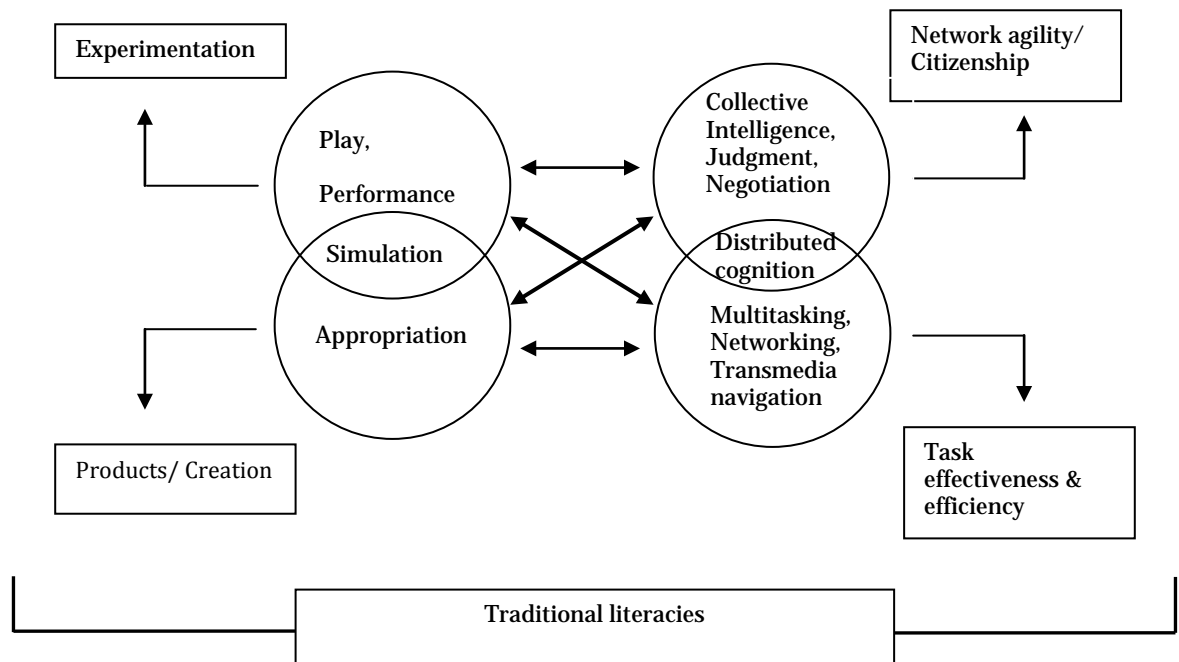 Experimentation
Network agility/
Citizenship
Play,
Performance
Simulation
Appropriation
Collective
Intelligence,
Judgment,
Negotiation
Distributed
cognition
Multitasking,
Networking,
Transmedia
navigation
Products/ Creation
Task
effectiveness &
efficiency
Traditional literacies